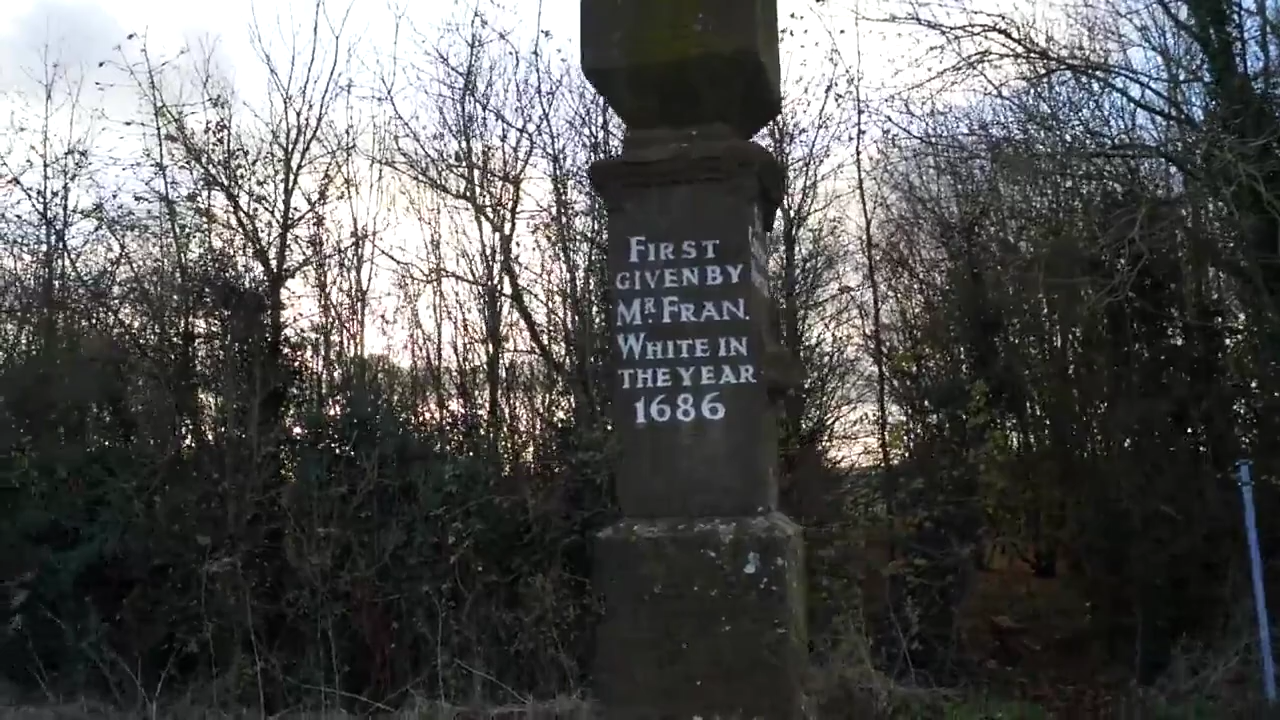 FIRST
GIVEN BY
MR. FRAN.
WHITE IN
THE YEAR
1686